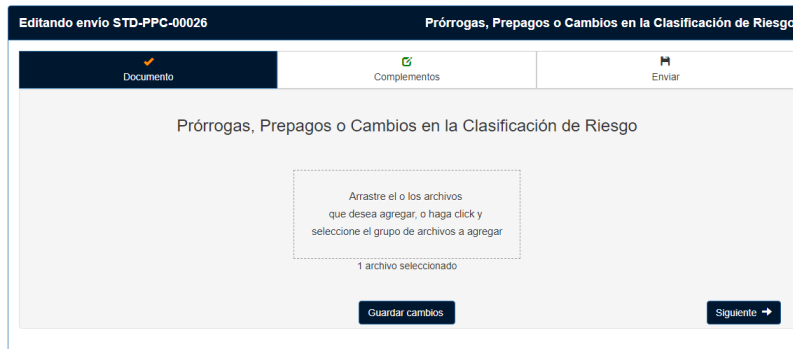 Editando envío STD-PPC-00026
Prórrogas, Prepagos o Cambios en la Clasificación de Riesgo
Documento
Complementos
Enviar
Prórrogas, Prepagos o Cambios en la Clasificación de Riesgo
Arrastre el o los archivos
que desea agregar, o haga click y
seleccione el grupo de archivos a agregar
1 archivo seleccionado
Guardar cambios
Siguiente